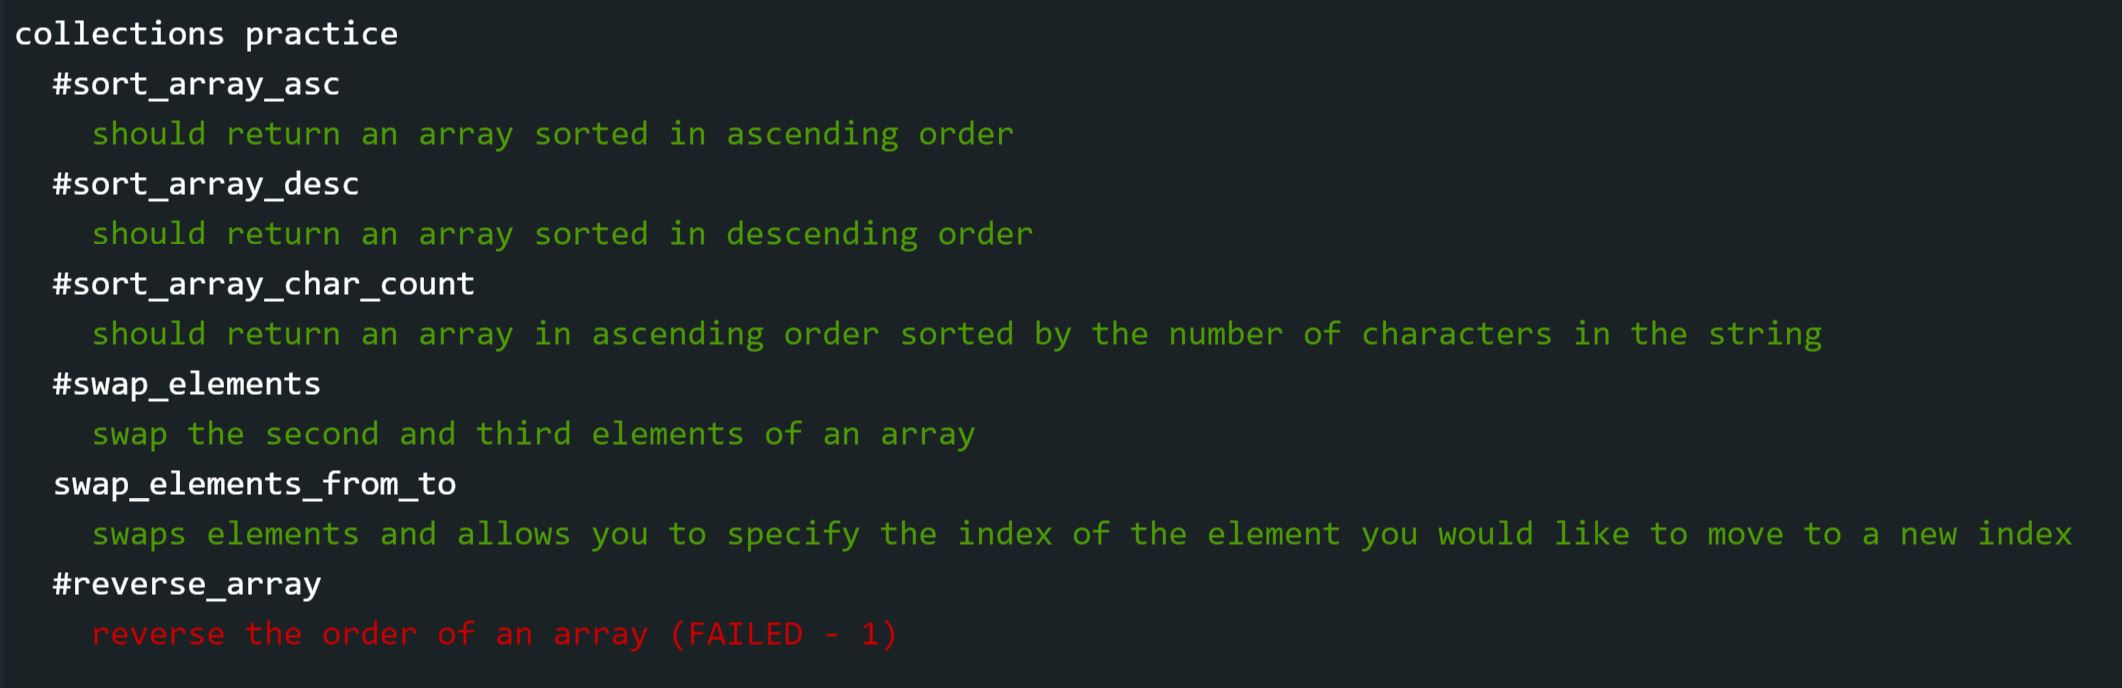 collections practice
#sort_array_asc
should return an array sorted in ascending order
#sort_array_desc
should return an array sorted in descending order
#sort_array_char_count
should return an array in ascending order sorted by the number of characters in the string
#swap_elements
swap the second and third elements of an array
swap_elements_from_to
swaps elements and allows you to specify the index of the element you would like to move to a new index
#reverse_array
reverse the order of an array (FAILED - 1)